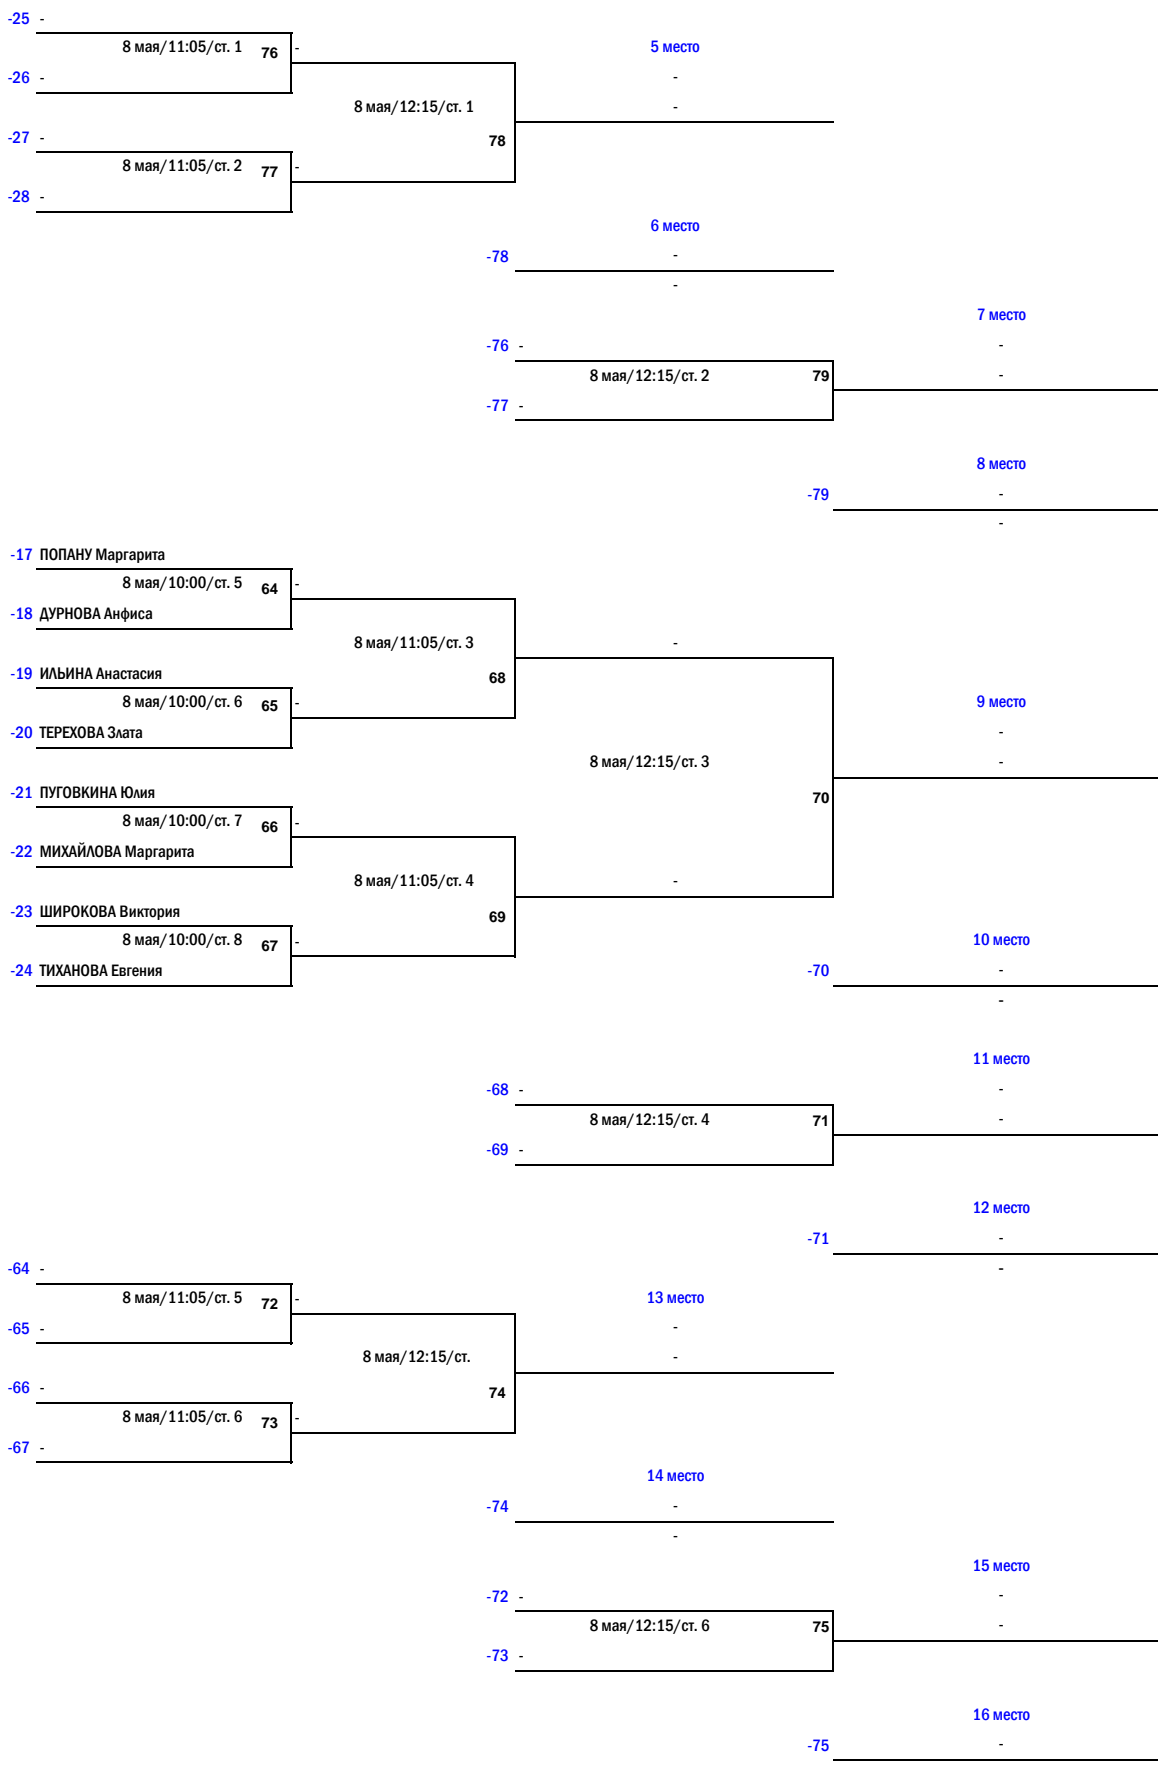 -25 -
8 мая/11:05/ст. 1 76 - 5 место
-26 - -
8 мая/12:15/ст. 1 -
-27 - 78
8 мая/11:05/ст. 2 77 -
-28 -
6 место
-78 -
-
7 место
-76 - -
8 мая/12:15/ст. 2 79 -
-77 -
8 место
-79 -
-
-17 ПОПАНУ Маргарита
8 мая/10:00/ст. 5 64 -
-18 ДУРНОВА Анфиса
8 мая/11:05/ст. 3 -
-19 ИЛЬИНА Анастасия 68
8 мая/10:00/ст. 6 65 - 9 место
-20 ТЕРЕХОВА Злата -
8 мая/12:15/ст. 3 -
-21 ПУГОВКИНА Юлия 70
8 мая/10:00/ст. 7 66 -
-22 МИХАЙЛОВА Маргарита
8 мая/11:05/ст. 4 -
-23 ШИРОКОВА Виктория 69
8 мая/10:00/ст. 8 67 - 10 место
-24 ТИХАНОВА Евгения -70 -
-
11 место
-68 - -
8 мая/12:15/ст. 4 71 -
-69 -
12 место
-71 -
-64 - -
8 мая/11:05/ст. 5 72 - 13 место
-65 - -
8 мая/12:15/ст. -
-66 - 74
8 мая/11:05/ст. 6 73 -
-67 -
14 место
-74 -
-
15 место
-72 - -
8 мая/12:15/ст. 6 75 -
-73 -
16 место
-75 -